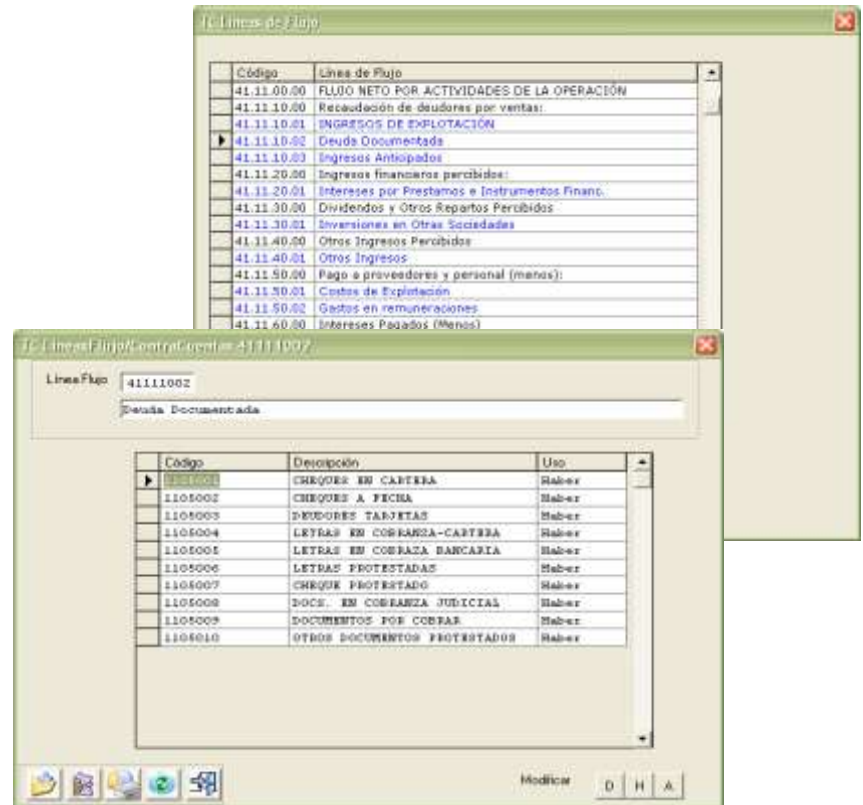 TC Lineas de Flujo
Código Línea de Flujo
41.11.00.00 FLUJO NETO POR ACTIVIDADES DE LA OPERACIÓN
41.11.10.00 Recaudación de deudores por ventas:
41.11.10.01 INGRESOS DE EXPLOTACIÓN
41.11.10.02 Deuda Documentada
41.11.10.03 Ingresos Anticipados
41.11.20.00 Ingresos financieros percibidos:
41.11.20.01 Intereses por Prestamos e Instrumentos Financ.
41.11.30.00 Dividendos y Otros Repartos Percibidos
41.11.30.01 Inversiones en Otras Sociedades
41.11.40.00 Otros Ingresos Percibidos
41.11.40.01 Otros Ingresos
41.11.50.00 Pago a proveedores y personal (menos):
41.11.50.01 Costos de Explotación
41.11.50.02 Gastos en remuneraciones
41.11.60.00 Intereses Pagados (Menos)
TC LineasFlujo/ContraCuentas 41111002
Línea Flujo 41111002
Deuda Documentada
Código Descripción Uso
1105001 CHEQUES EN CARTERA Haber
1105002 CHEQUES A FECHA Haber
1105003 DEUDORES TARJETAS Haber
1105004 LETRAS EN COBRANZA-CARTERA Haber
1105005 LETRAS EN COBRAZA BANCARIA Haber
1105006 LETRAS PROTESTADAS Haber
1105007 CHEQUE PROTESTADO Haber
1105008 DOCS. EN COBRANZA JUDICIAL Haber
1105009 DOCUMENTOS POR COBRAR Haber
1105010 OTROS DOCUMENTOS PROTESTADOS Haber
Modificar D H A